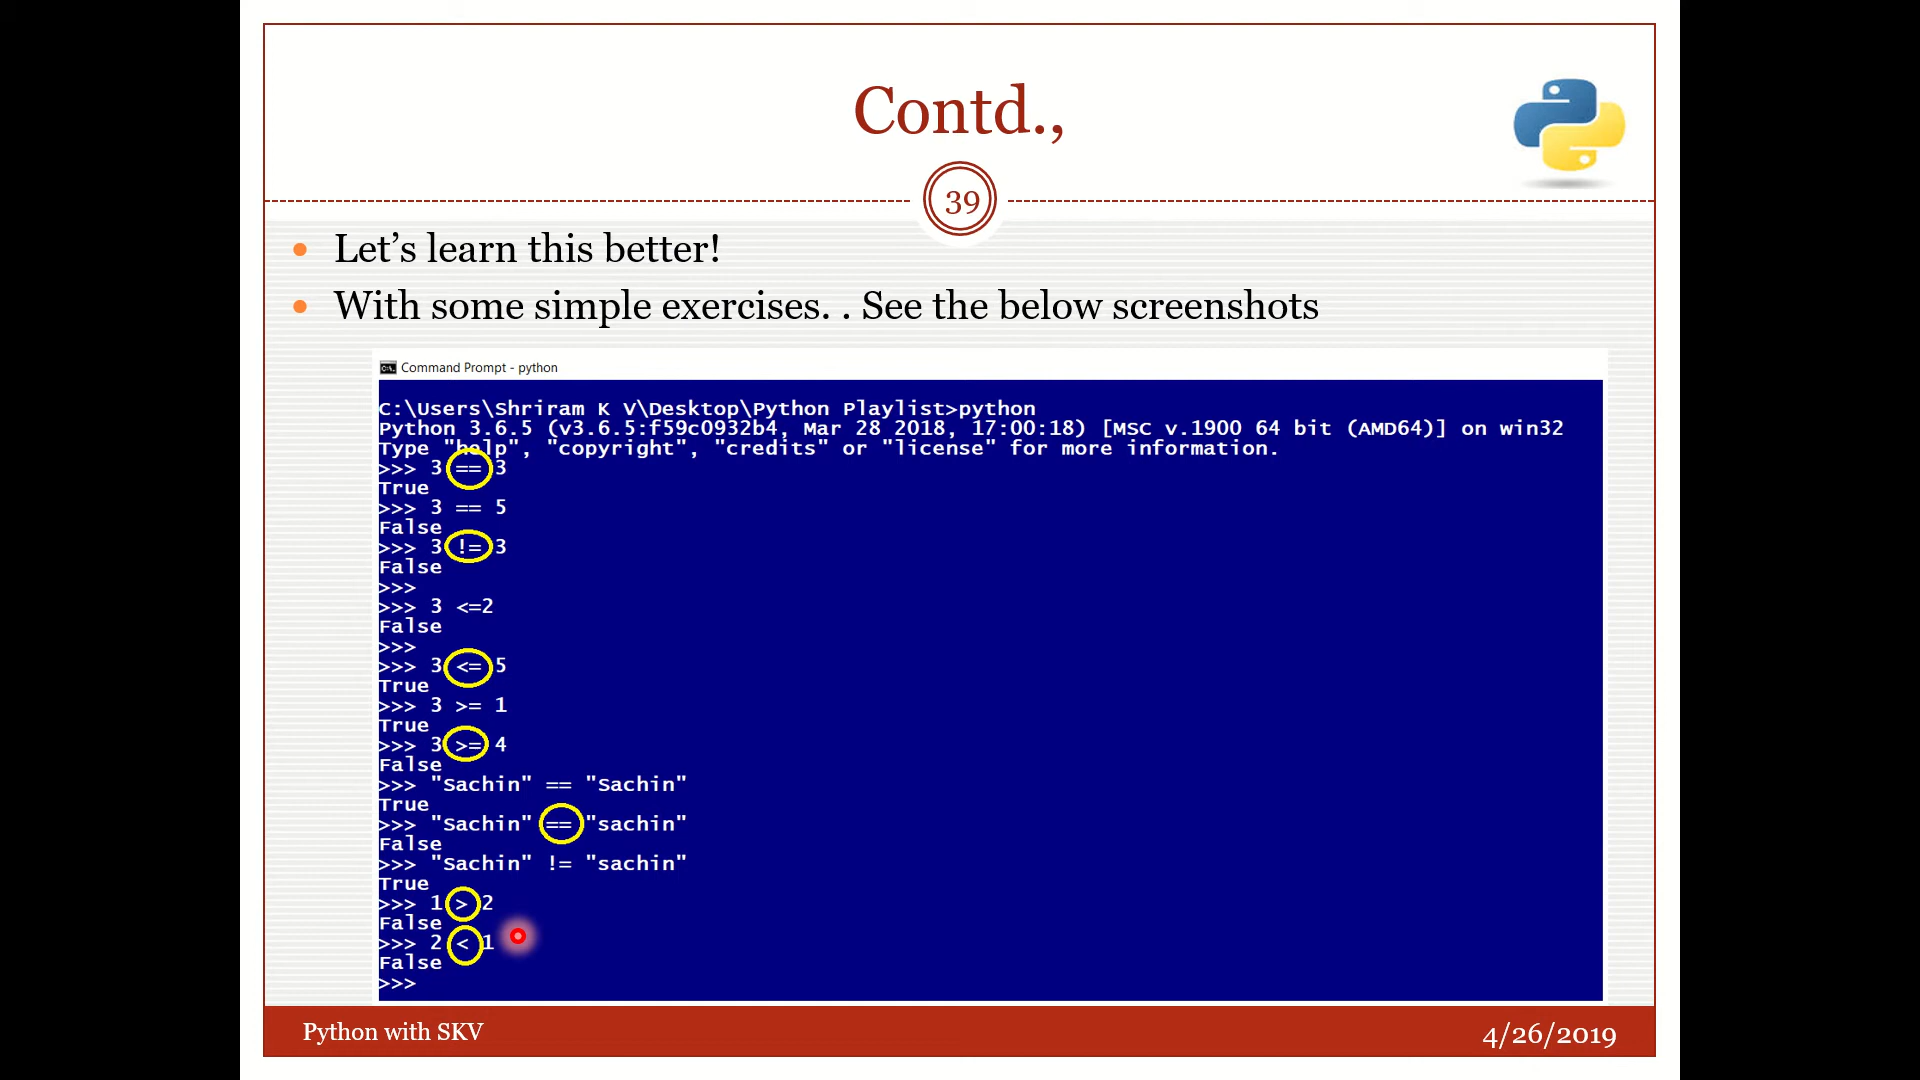 Contd.,
39
Let’s learn this better!
With some simple exercises. . See the below screenshots
Command Prompt - python
C:\Users\Shriram K V\Desktop\Python Playlist>python
Python 3.6.5 (v3.6.5:f59c0932b4, Mar 28 2018, 17:00:18) [MSC v.1900 64 bit (AMD64)] on win32
Type "help", "copyright", "credits" or "license" for more information.
>>> 3 == 3
True
>>> 3 == 5
False
>>> 3 != 3
False
>>>
>>> 3 <=2
False
>>>
>>> 3 <= 5
True
>>> 3 >= 1
True
>>> 3 >= 4
False
>>> "Sachin" == "Sachin"
True
>>> "Sachin" == "sachin"
False
>>> "Sachin" != "sachin"
True
>>> 1 > 2
False
>>> 2 < 1
False
>>>
Python with SKV
4/26/2019